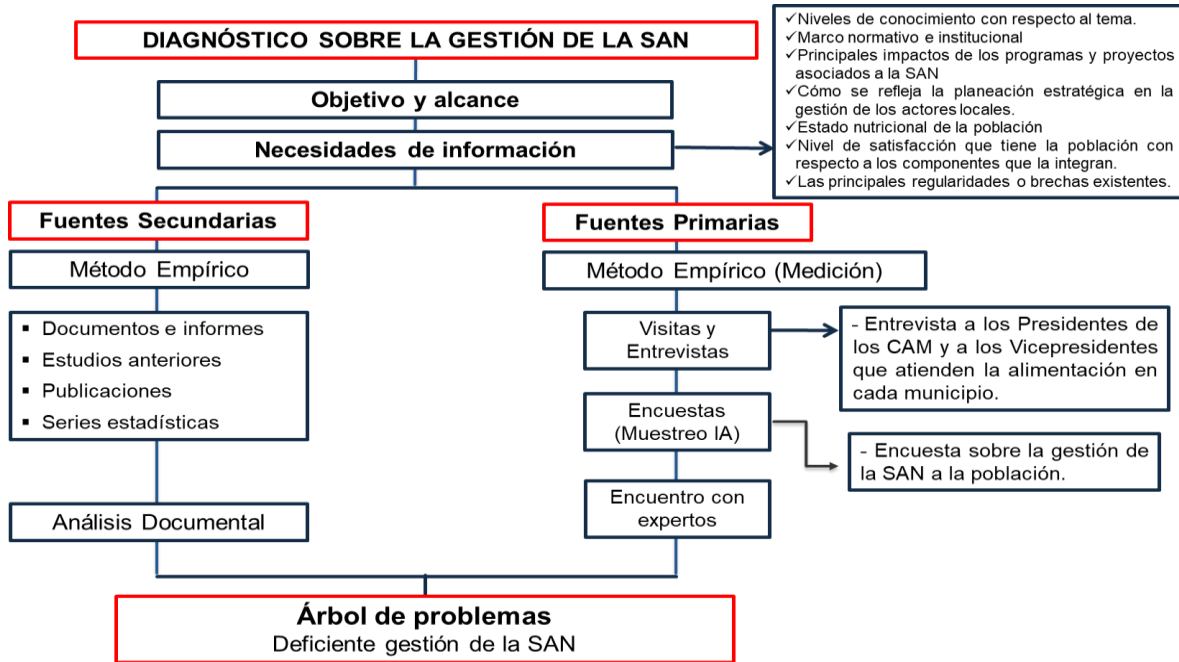 DIAGNÓSTICO SOBRE LA GESTIÓN DE LA SAN
Objetivo y alcance
Necesidades de información
✓Niveles de conocimiento con respecto al tema.
✓Marco normativo e institucional
✓Principales impactos de los programas y proyectos
asociados a la SAN
✓Cómo se refleja la planeación estratégica en la
gestión de los actores locales.
✓Estado nutricional de la población
✓Nivel de satisfacción que tiene la población con
respecto a los componentes que la integran.
✓Las principales regularidades o brechas existentes.
Fuentes Secundarias
Método Empírico
▪ Documentos e informes
▪ Estudios anteriores
▪ Publicaciones
▪ Series estadísticas
Análisis Documental
Fuentes Primarias
Método Empírico (Medición)
Visitas y
Entrevistas
- Entrevista a los Presidentes de
los CAM y a los Vicepresidentes
que atienden la alimentación en
cada municipio.
Encuestas
(Muestreo IA)
- Encuesta sobre la gestión de
la SAN a la población.
Encuentro con
expertos
Árbol de problemas
Deficiente gestión de la SAN